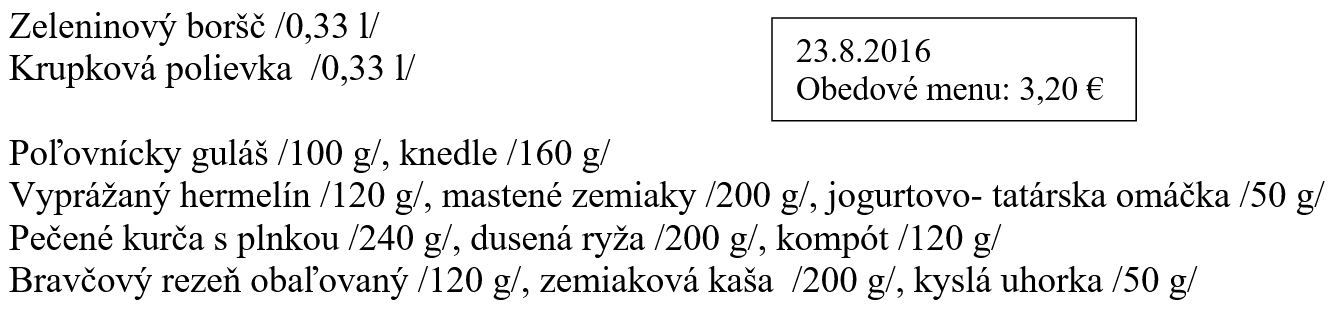 Zeleninový boršč /0,33 l/
Krupková polievka  /0,33 l/
23.8.2016
Obedové menu: 3,20 €
Poľovnícky guláš /100 g/, knedle /160 g/
Vyprážaný hermelín /120 g/, mastené zemiaky /200 g/, jogurtovo- tatárska omáčka /50 g/
Pečené kurča s plnkou /240 g/, dusená ryža /200 g/, kompót /120 g/
Bravčový rezeň obaľovaný /120 g/, zemiaková kaša  /200 g/, kyslá uhorka /50 g/